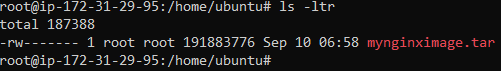 root@ip-172-31-29-95:/home/ubuntu# ls -ltr
total 187388
-rw------- 1 root root 191883776 Sep 10 06:58 mynginximage.tar
root@ip-172-31-29-95:/home/ubuntu#